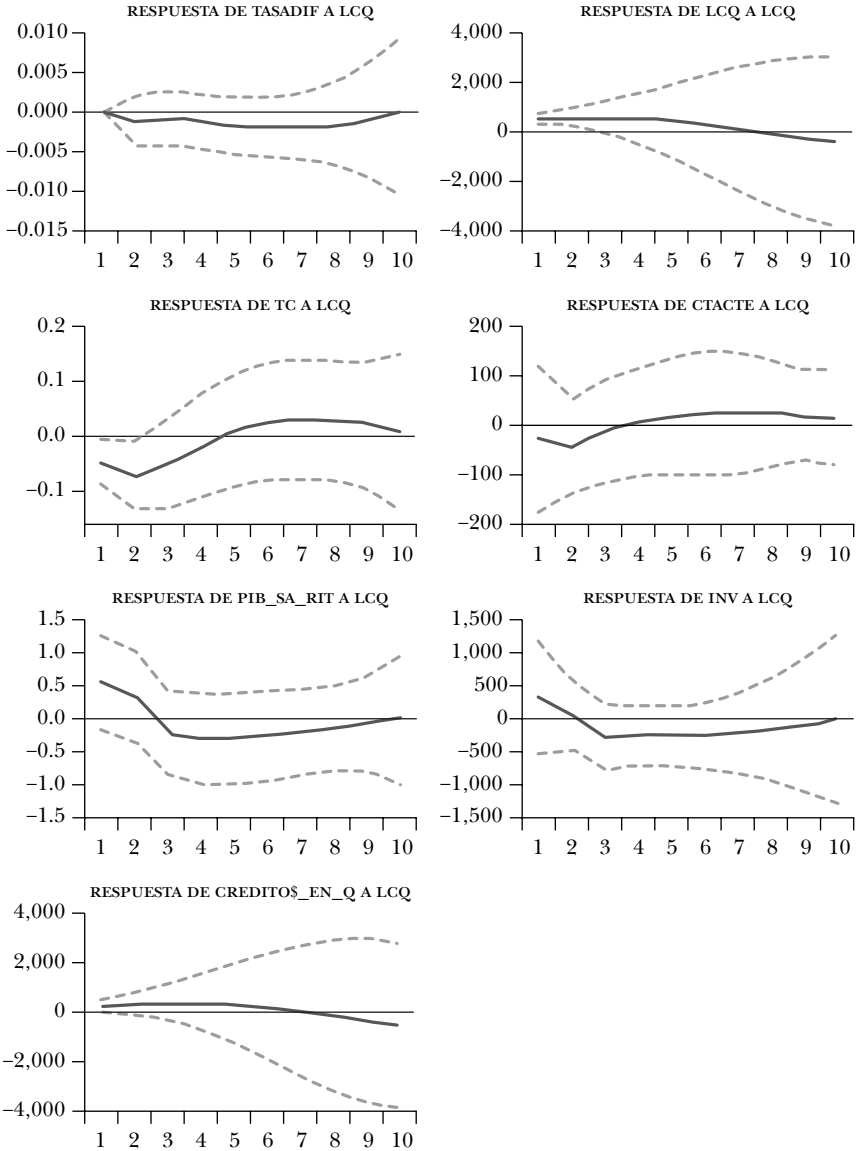 RESPUESTA DE TASADIF A LCQ
0.010
0.005
0.000
–0.005
–0.010
–0.015
1 2 3 4 5 6 7 8 9 10
RESPUESTA DE LCQ A LCQ
4,000
2,000
0
–2,000
–4,000
1 2 3 4 5 6 7 8 9 10
RESPUESTA DE TC A LCQ
0.2
0.1
0.0
–0.1
1 2 3 4 5 6 7 8 9 10
RESPUESTA DE CTACTE A LCQ
200
100
0
–100
–200
1 2 3 4 5 6 7 8 9 10
RESPUESTA DE PIB_SA_RIT A LCQ
1.5
1.0
0.5
0.0
–0.5
–1.0
–1.5
1 2 3 4 5 6 7 8 9 10
RESPUESTA DE INV A LCQ
1,500
1,000
500
0
–500
–1,000
–1,500
1 2 3 4 5 6 7 8 9 10
RESPUESTA DE CREDITO$_EN_Q A LCQ
4,000
2,000
0
–2,000
–4,000
1 2 3 4 5 6 7 8 9 10